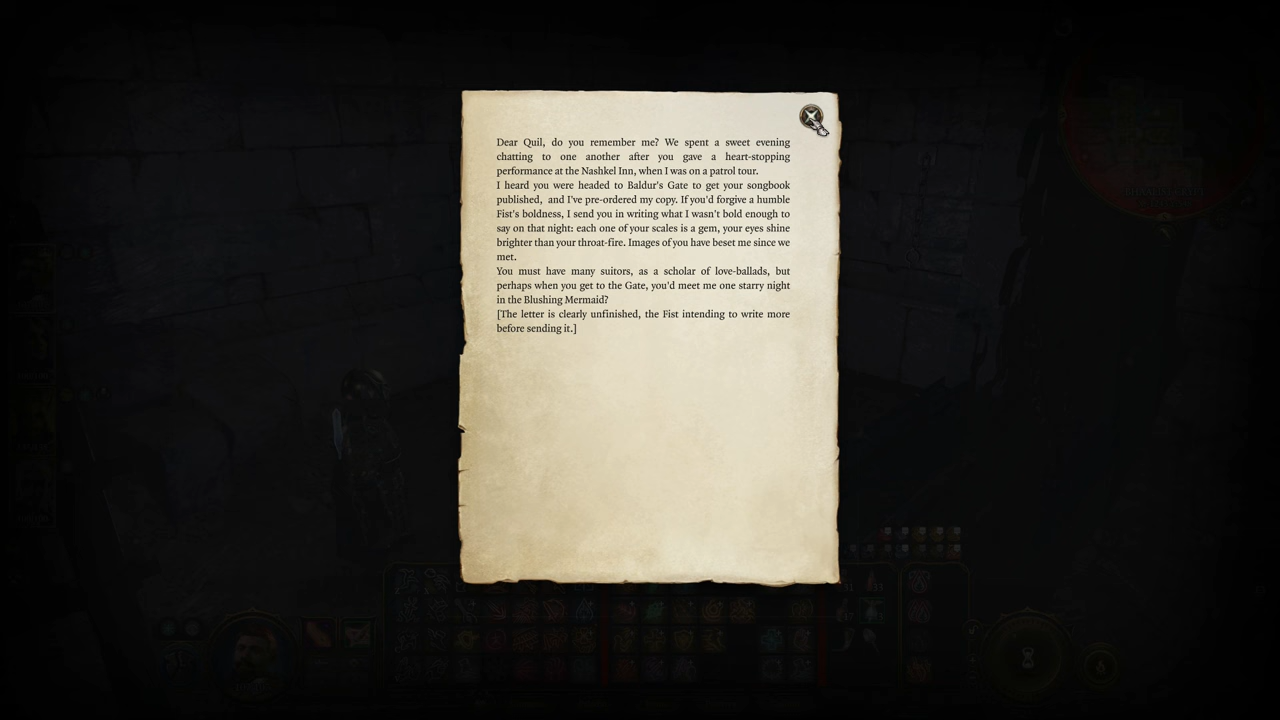 Dear Quil, do you remember me? We spent a sweet evening
chatting to one another after you gave a heart-stopping
performance at the Nashkel Inn, when I was on a patrol tour.
I heard you were headed to Baldur's Gate to get your songbook
published, and I've pre-ordered my copy. If you'd forgive a humble
Fist's boldness, I send you in writing what I wasn't bold enough to
say on that night: each one of your scales is a gem, your eyes shine
brighter than your throat-fire. Images of you have beset me since we
met.
You must have many suitors, as a scholar of love-ballads, but
perhaps when you get to the Gate, you'd meet me one starry night
in the Blushing Mermaid?
[The letter is clearly unfinished, the Fist intending to write more
before sending it.]